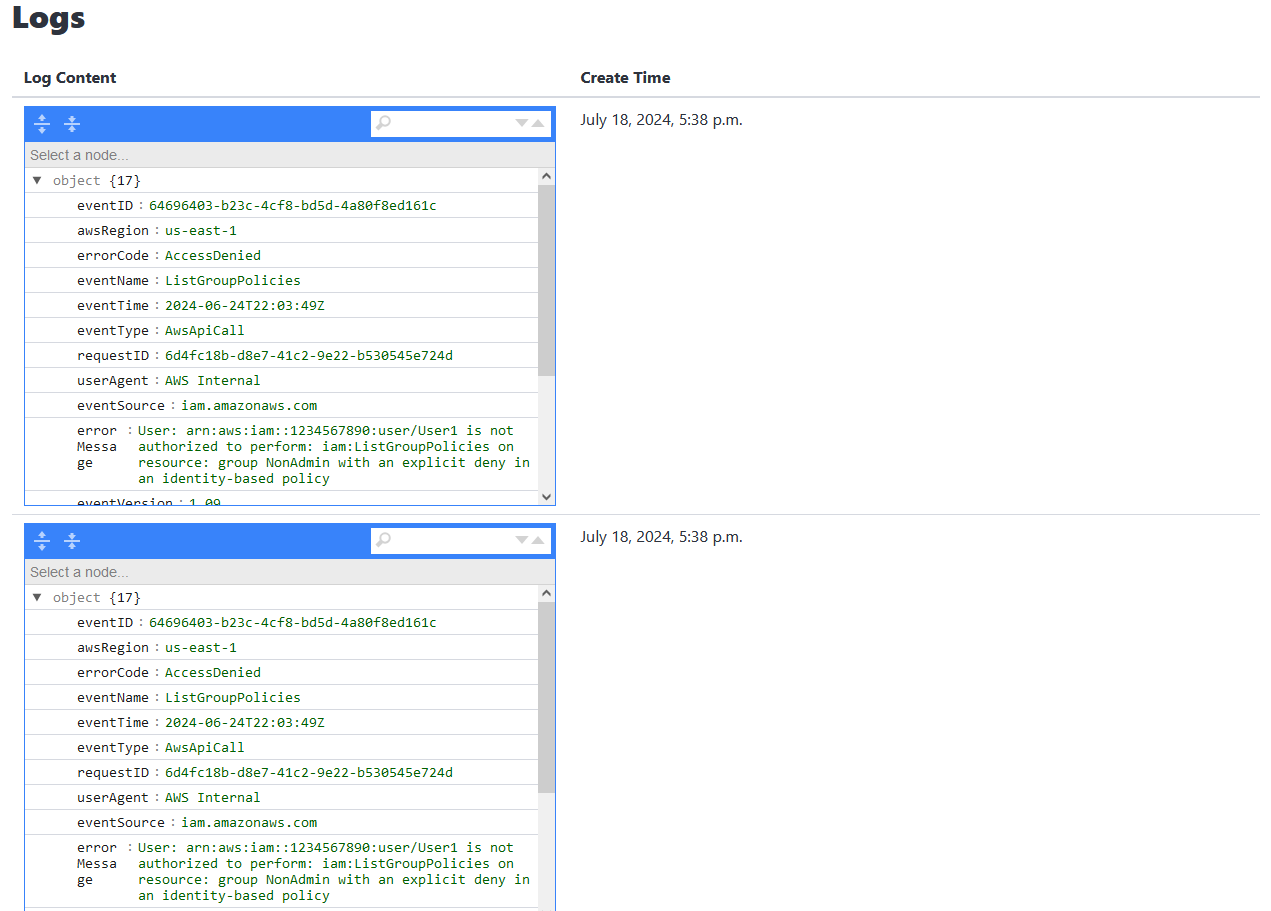 Logs
Log Content Create Time
July 18, 2024, 5:38 p.m.
Select a node...
object {17}
eventID : 64696403-b23c-4cf8-bd5d-4a80f8ed161c
awsRegion : us-east-1
errorCode : AccessDenied
eventName : ListGroupPolicies
eventTime : 2024-06-24T22:03:49Z
eventType : AwsApiCall
requestID : 6d4fc18b-d8e7-41c2-9e22-b530545e724d
userAgent : AWS Internal
eventSource : iam.amazonaws.com
error : User: arn:aws:iam::1234567890:user/User1 is not
Messa authorized to perform: iam:ListGroupPolicies on
ge resource: group NonAdmin with an explicit deny in
an identity-based policy
eventVersion : 1.09
July 18, 2024, 5:38 p.m.
Select a node...
object {17}
eventID : 64696403-b23c-4cf8-bd5d-4a80f8ed161c
awsRegion : us-east-1
errorCode : AccessDenied
eventName : ListGroupPolicies
eventTime : 2024-06-24T22:03:49Z
eventType : AwsApiCall
requestID : 6d4fc18b-d8e7-41c2-9e22-b530545e724d
userAgent : AWS Internal
eventSource : iam.amazonaws.com
error : User: arn:aws:iam::1234567890:user/User1 is not
Messa authorized to perform: iam:ListGroupPolicies on
ge resource: group NonAdmin with an explicit deny in
an identity-based policy